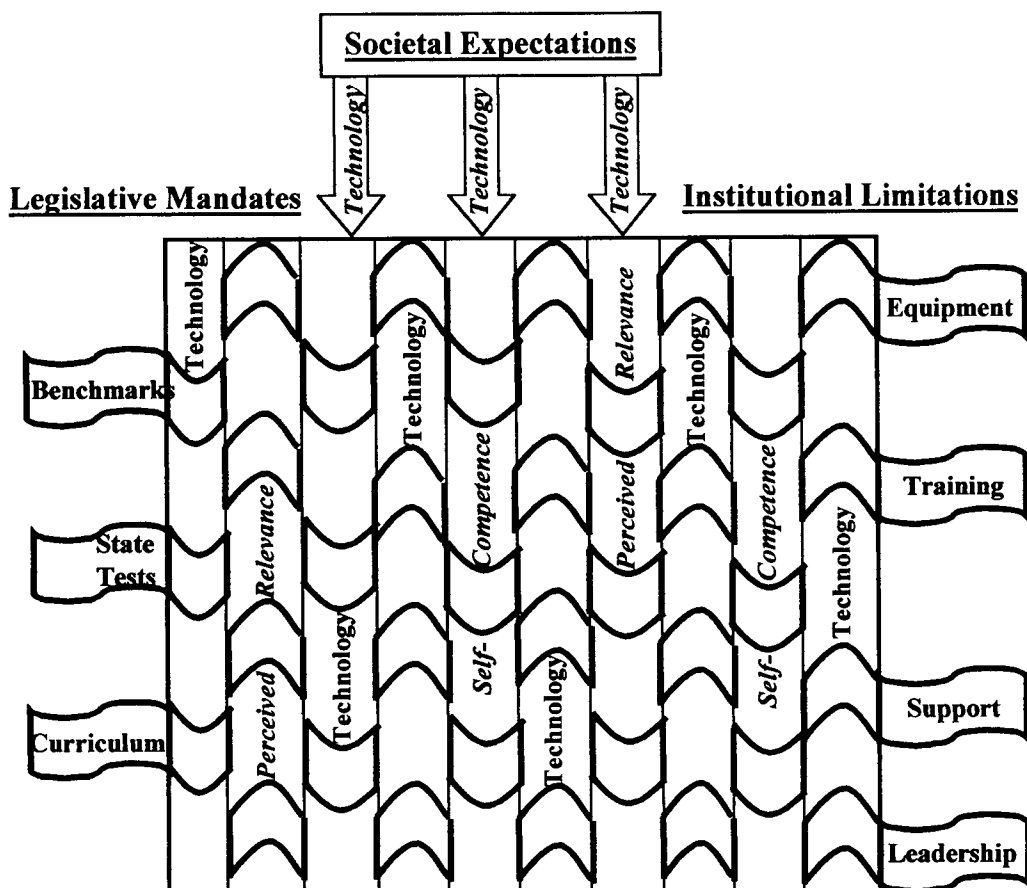 Societal Expectations
Technology
Technology
Technology
Legislative Mandates
Institutional Limitations
Technology
Relevance
Equipment
Benchmarks
Technology
Technology
Competence
Perceived
Competence
Training
Relevance
State
Tests
Technology
Technology
Self-
Self-
Perceived
Technology
Support
Curriculum
Leadership